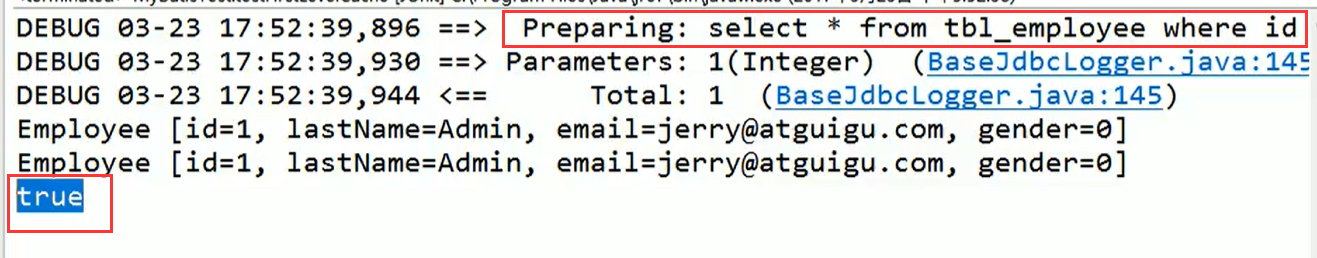 DEBUG 03-23 17:52:39,896 ==>  Preparing: select * from tbl_employee where id
DEBUG 03-23 17:52:39,930 ==> Parameters: 1(Integer)  (BaseJdbcLogger.java:145
DEBUG 03-23 17:52:39,944 <==      Total: 1  (BaseJdbcLogger.java:145)
Employee [id=1, lastName=Admin, email=jerry@atguigu.com, gender=0]
Employee [id=1, lastName=Admin, email=jerry@atguigu.com, gender=0]
true